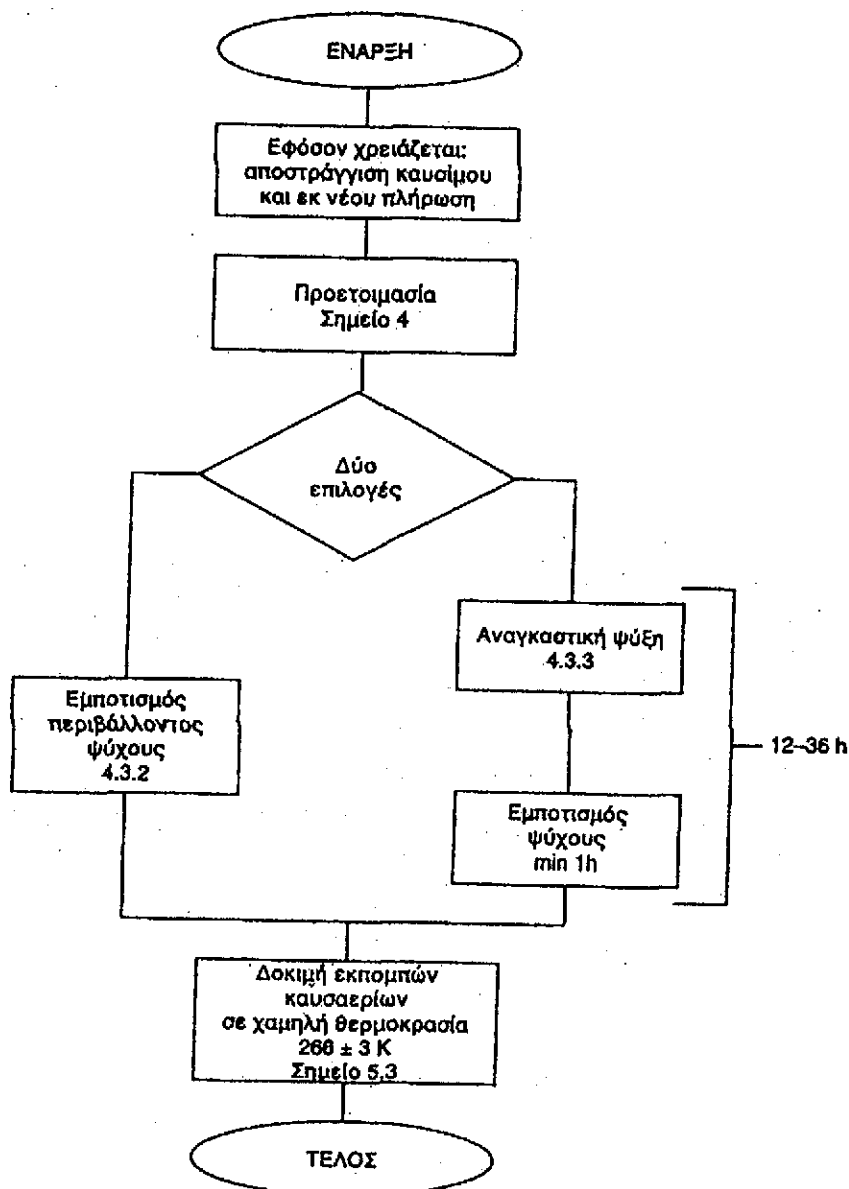 ΕΝΑΡΞΗ
Εφόσον χρειάζεται:
αποστράγγιση καυσίμου
και εκ νέου πλήρωση
Προετοιμασία
Σημείο 4
Δύο
επιλογές
Αναγκαστική ψύξη
4.3.3
Εμποτισμός
περιβάλλοντος
ψύχους
4.3.2
12–36 h
Εμποτισμός
ψύχους
min 1h
Δοκιμή εκπομπών
καυσαερίων
σε χαμηλή θερμοκρασία
266 ± 3 K
Σημείο 5,3
ΤΕΛΟΣ